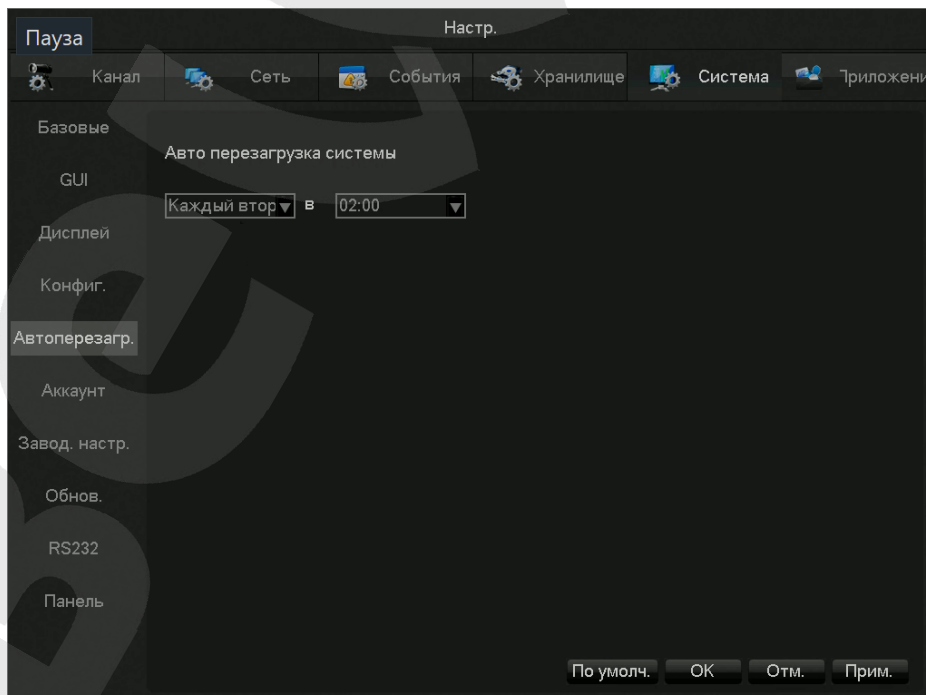 Настр.
Пауза
Канал
Сеть
События
Хранилище
Система
Приложени
Базовые
GUI
Дисплей
Конфиг.
Автоперезагр.
Аккаунт
Завод. настр.
Обнов.
RS232
Панель
Авто перезагрузка системы
Каждый втор в 02:00
По умолч. OK Отм. Прим.